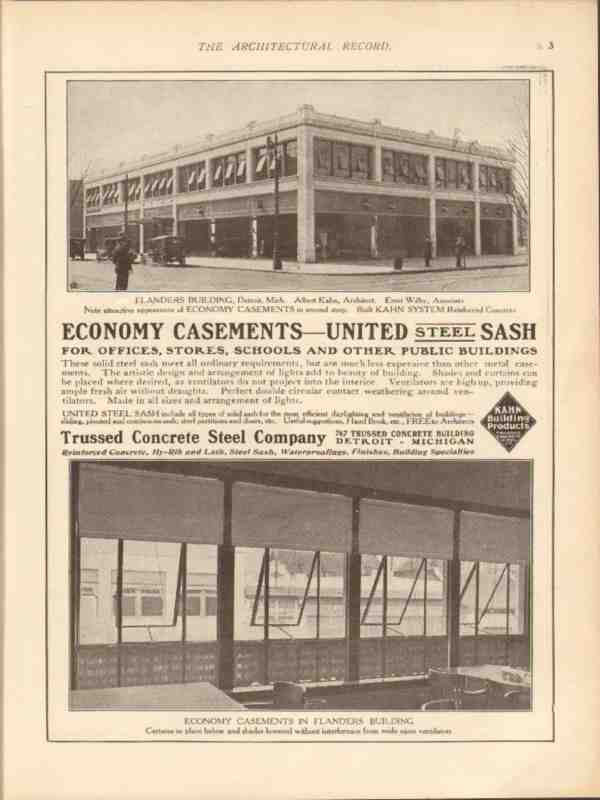 THE ARCHITECTURAL RECORD.
3
FLANDERS BUILDING, Detroit, Mich. Albert Kahn, Architect. Ernst Wilby, Associate
Note attractive appearance of ECONOMY CASEMENTS in second story. Built KAHN SYSTEM Reinforced Concrete
ECONOMY CASEMENTS—UNITED STEEL SASH
FOR OFFICES, STORES, SCHOOLS AND OTHER PUBLIC BUILDINGS
These solid steel sash meet all ordinary requirements, but are much less expensive than other metal case-
ments. The artistic design and arrangement of lights add to beauty of building. Shades and curtains can
be placed where desired, as ventilators do not project into the interior. Ventilators are high up, providing
ample fresh air without draughts. Perfect double circular contact weathering around ven-
tilators. Made in all sizes and arrangement of lights.
UNITED STEEL SASH include all types of solid sash for the most efficient daylighting and ventilation of buildings—
sliding, pivoted and continuous sash; steel partitions and doors, etc. Useful suggestions, Hand Book, etc., FREE to Architects
KAHN
Building
Products
Trussed Concrete Steel Company
767 TRUSSED CONCRETE BUILDING
DETROIT - MICHIGAN
Reinforced Concrete, Hy-Rib and Lath, Steel Sash, Waterproofings, Finishes, Building Specialties
ECONOMY CASEMENTS IN FLANDERS BUILDING
Curtains in place below and shades lowered without interference from wide open ventilators